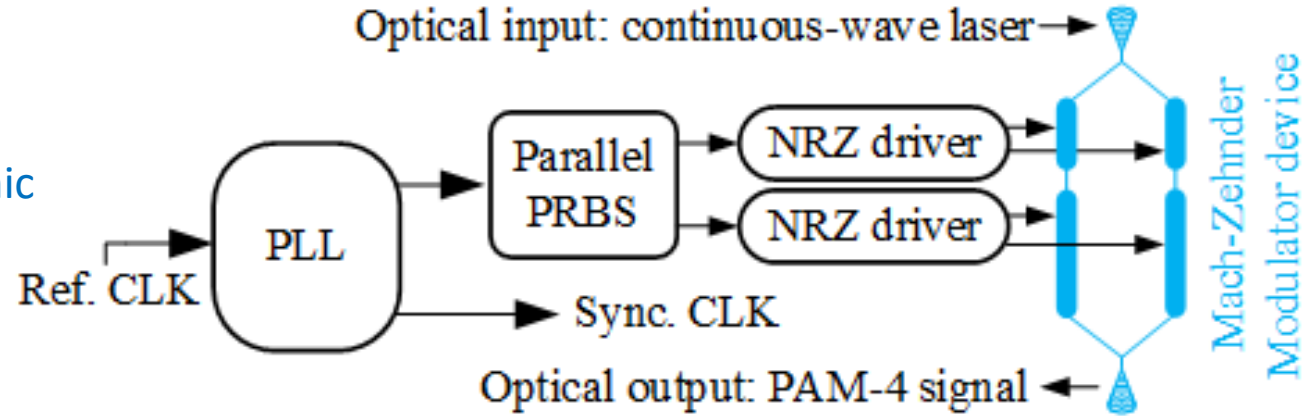 Optical input: continuous-wave laser
nic
Ref. CLK
PLL
Parallel
PRBS
NRZ driver
NRZ driver
Sync. CLK
Optical output: PAM-4 signal
Mach-Zehnder
Modulator device